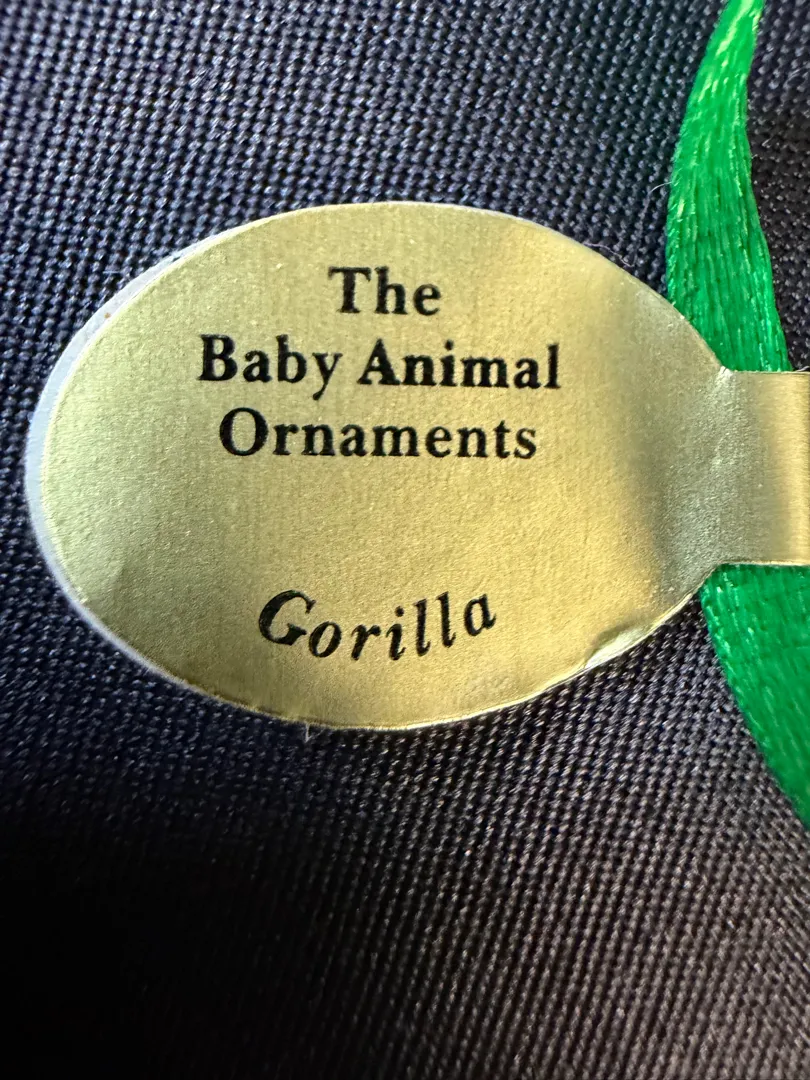 The
Baby Animal
Ornaments
Gorilla